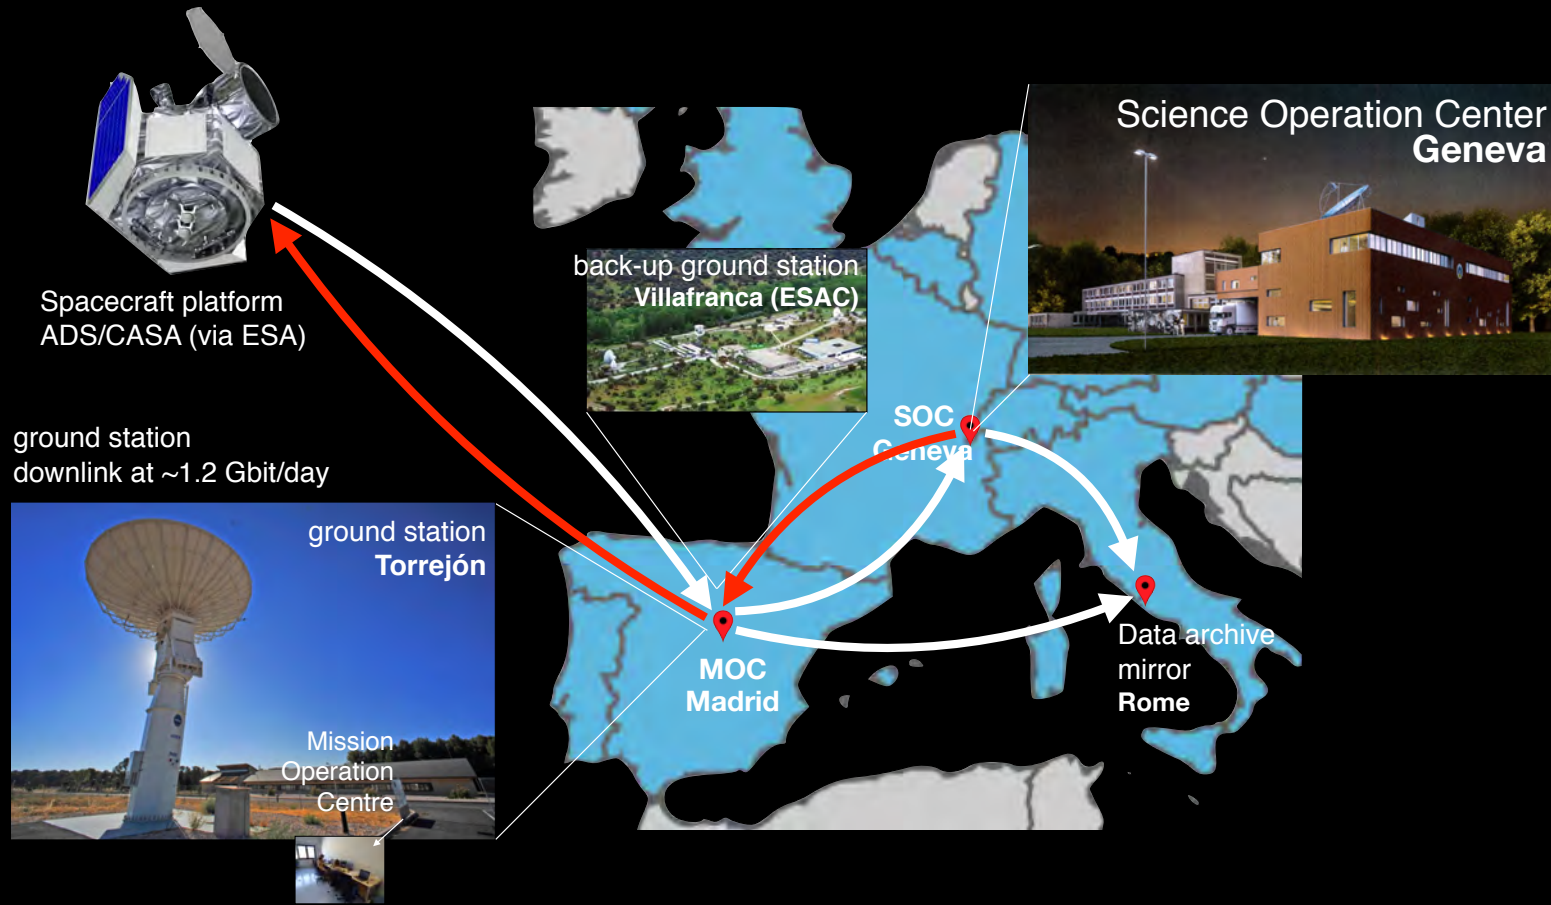 Science Operation Center
Geneva
back-up ground station
Villafranca (ESAC)
Spacecraft platform
ADS/CASA (via ESA)
SOC
Geneva
ground station
downlink at ~1.2 Gbit/day
ground station
Torrejón
MOC
Madrid
Data archive
mirror
Rome
Mission
Operation
Centre